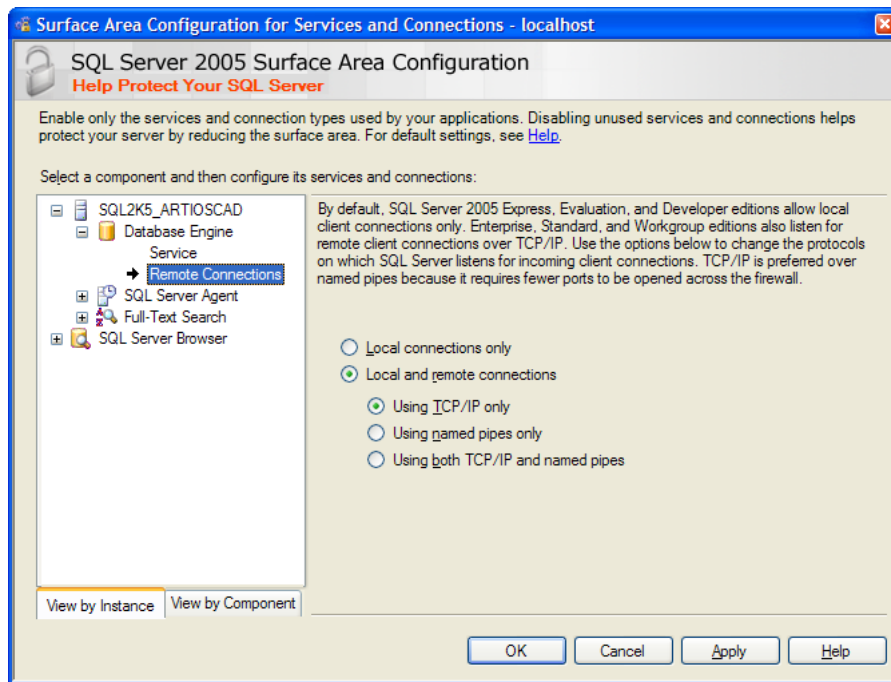 Surface Area Configuration for Services and Connections - localhost
SQL Server 2005 Surface Area Configuration
Help Protect Your SQL Server
Enable only the services and connection types used by your applications. Disabling unused services and connections helps
protect your server by reducing the surface area. For default settings, see Help.
Select a component and then configure its services and connections:
SQL2K5_ARTIOSCAD
Database Engine
Service
Remote Connections
SQL Server Agent
Full-Text Search
SQL Server Browser
View by Instance
View by Component
By default, SQL Server 2005 Express, Evaluation, and Developer editions allow local
client connections only. Enterprise, Standard, and Workgroup editions also listen for
remote client connections over TCP/IP. Use the options below to change the protocols
on which SQL Server listens for incoming client connections. TCP/IP is preferred over
named pipes because it requires fewer ports to be opened across the firewall.
Local connections only
Local and remote connections
Using TCP/IP only
Using named pipes only
Using both TCP/IP and named pipes
OK
Cancel
Apply
Help